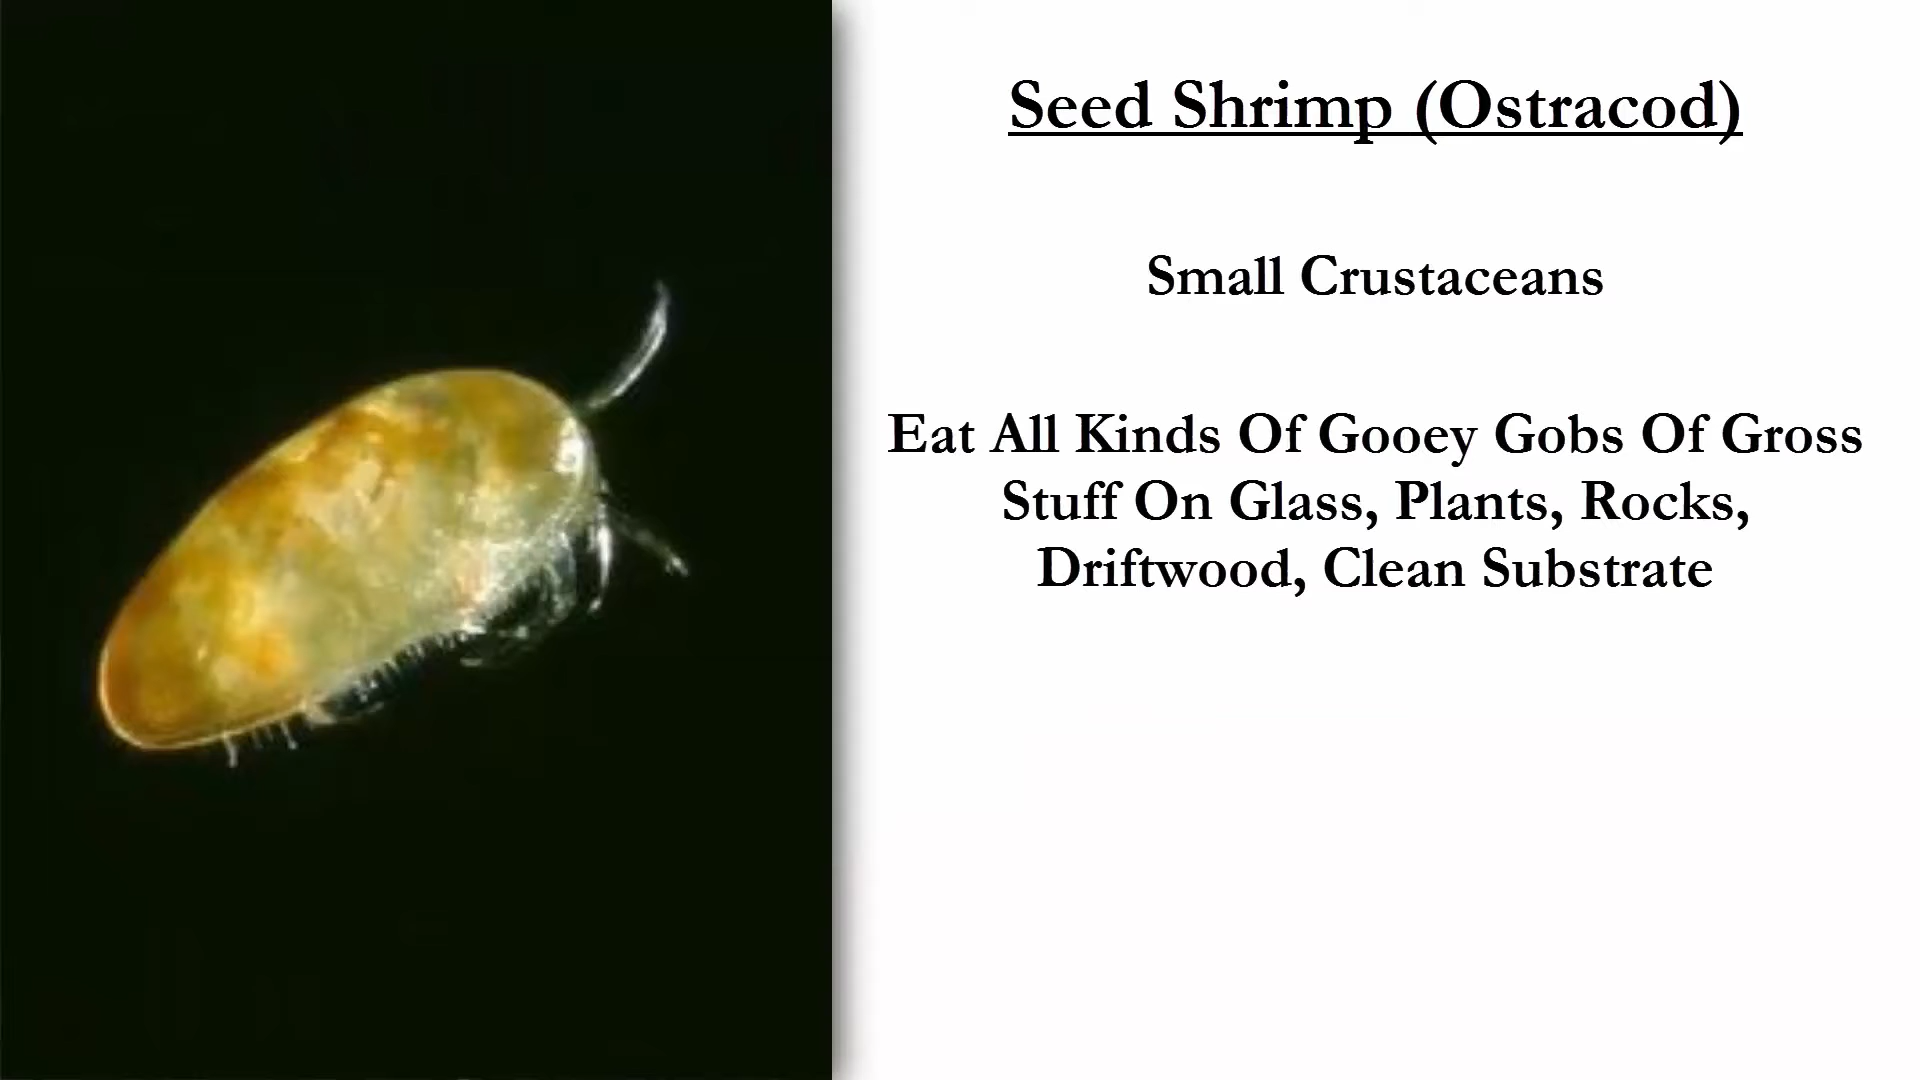 Seed Shrimp (Ostracod)
Small Crustaceans
Eat All Kinds Of Gooey Gobs Of Gross
Stuff On Glass, Plants, Rocks,
Driftwood, Clean Substrate